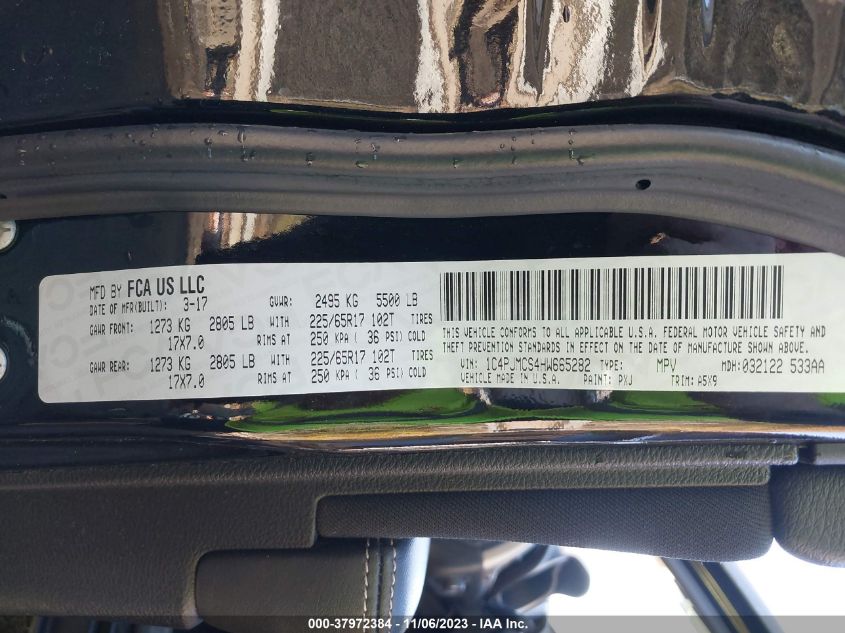 MFD BY FCA US LLC
DATE OF MFR(BUILT): 3-17 GVWR: 2495 KG 5500 LB
GAWR FRONT: 1273 KG 2805 LB WITH 225/65R17 102T TIRES
17X7.0 RIMS AT 250 KPA ( 36 PSI) COLD
GAWR REAR: 1273 KG 2805 LB WITH 225/65R17 102T TIRES
17X7.0 RIMS AT 250 KPA ( 36 PSI) COLD
THIS VEHICLE CONFORMS TO ALL APPLICABLE U.S.A. FEDERAL MOTOR VEHICLE SAFETY AND
THEFT PREVENTION STANDARDS IN EFFECT ON THE DATE OF MANUFACTURE SHOWN ABOVE.
VIN: 1C4PJMCS4HW665282 TYPE: MPV MDH: 032122 533AA
VEHICLE MADE IN U.S.A. PAINT: PXJ TRIM: A5X9
000-37972384 - 11/06/2023 - IAA Inc.